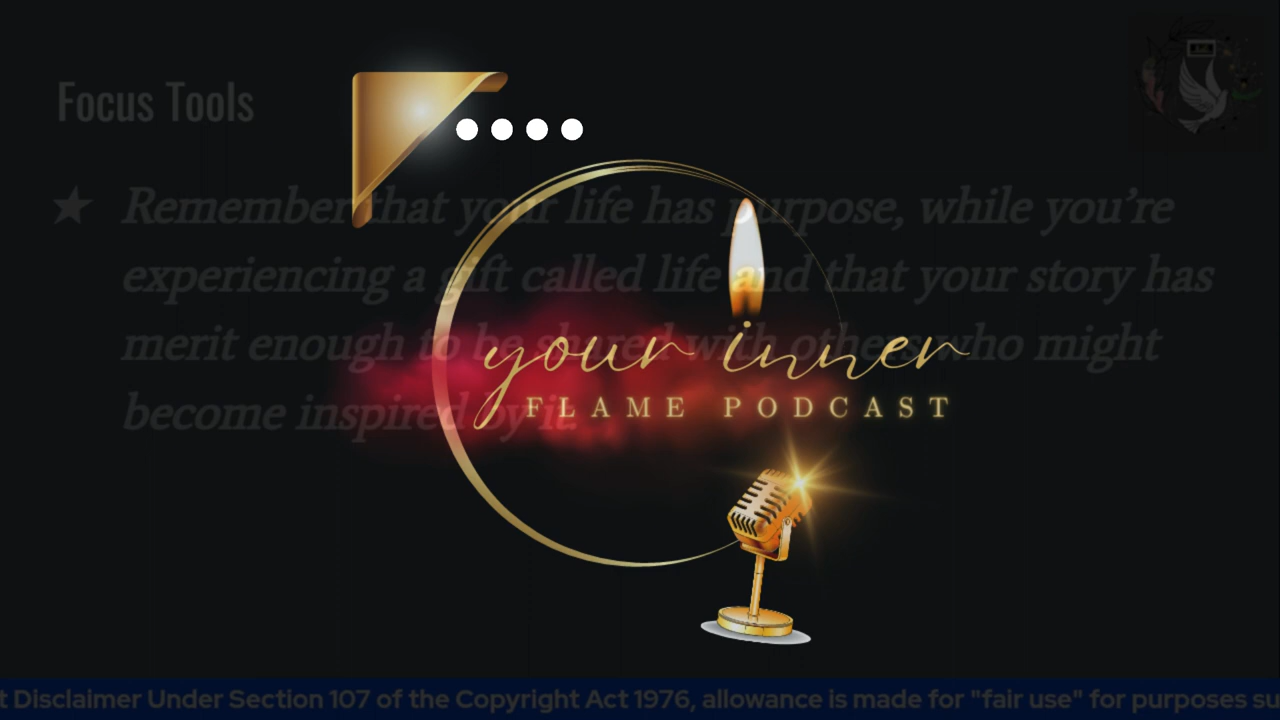 Focus Tools
★ Remember that your life has purpose, while you’re
experiencing a gift called life and that your story has
merit enough to be shared with others who might
become inspired by it.
your inner
FLAME PODCAST
t Disclaimer Under Section 107 of the Copyright Act 1976, allowance is made for "fair use" for purposes su